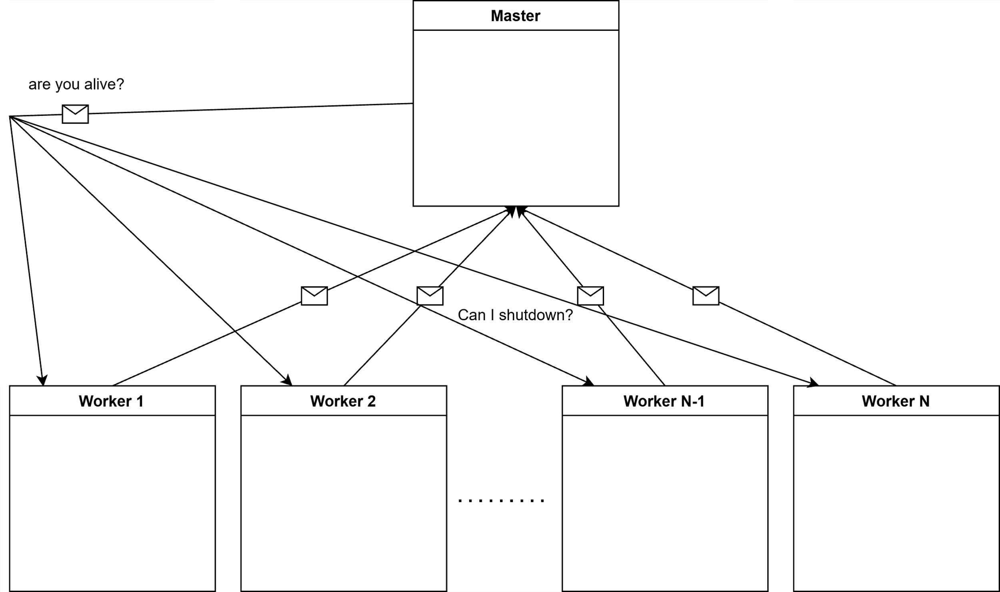 Master
are you alive?
Can I shutdown?
Worker 1
Worker 2
Worker N-1
Worker N
.........